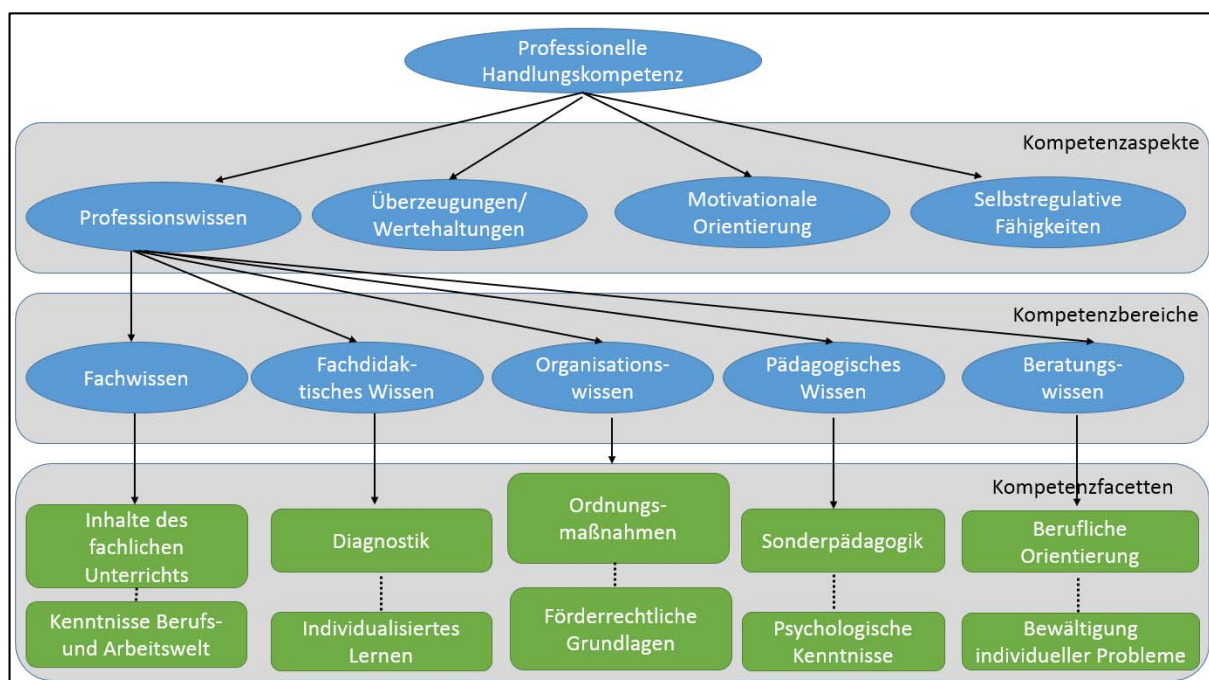 Professionelle
Handlungskompetenz
Kompetenzaspekte
Professionswissen
Überzeugungen/
Wertehaltungen
Motivationale
Orientierung
Selbstregulative
Fähigkeiten
Kompetenzbereiche
Fachwissen
Fachdidak-
tisches Wissen
Organisations-
wissen
Pädagogisches
Wissen
Beratungs-
wissen
Kompetenzfacetten
Inhalte des
fachlichen
Unterrichts
Diagnostik
Ordnungs-
maßnahmen
Sonderpädagogik
Berufliche
Orientierung
Kenntnisse Berufs-
und Arbeitswelt
Individualisiertes
Lernen
Förderrechtliche
Grundlagen
Psychologische
Kenntnisse
Bewältigung
individueller Probleme